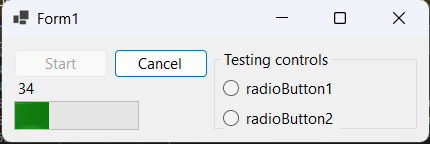 Form1
Start
Cancel
34
Testing controls
radioButton1
radioButton2